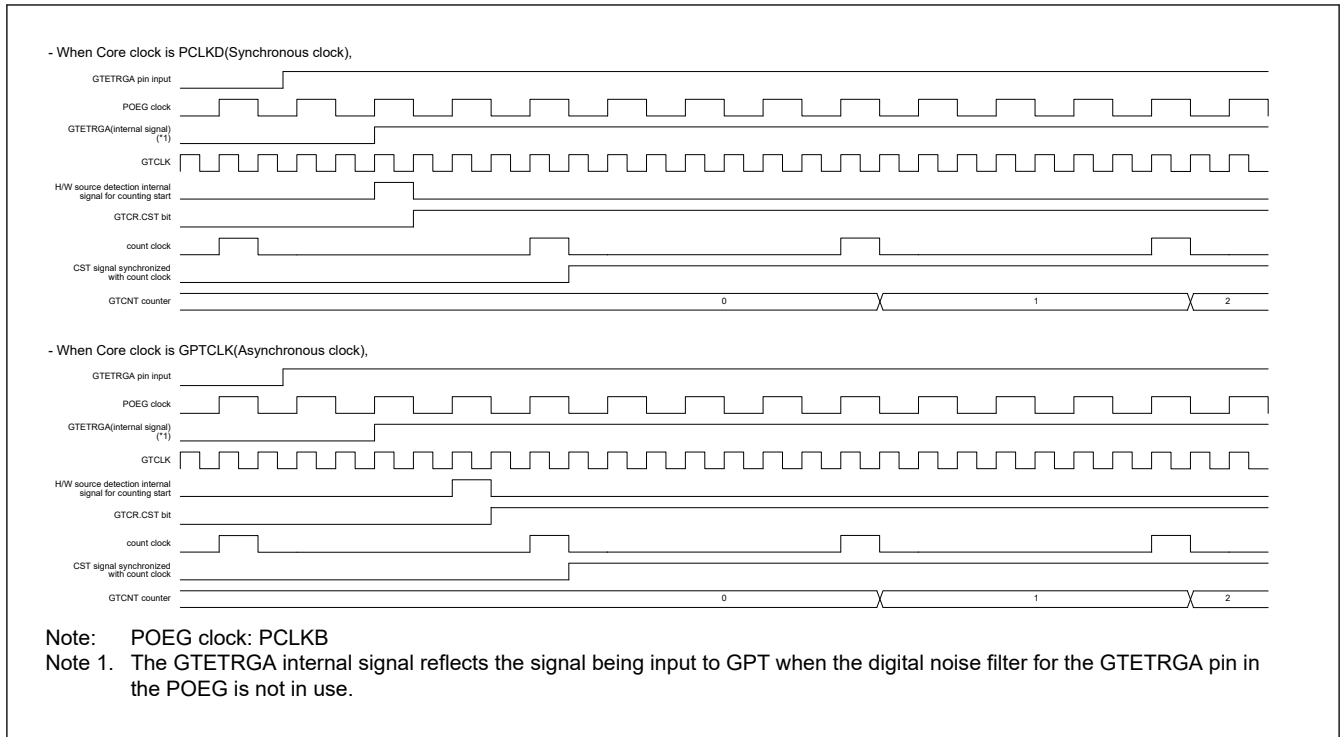 - When Core clock is PCLKD(Synchronous clock),
GTETRGA pin input
POEG clock
GTETRGA(internal signal)
(*1)
GTCLK
H/W source detection internal
signal for counting start
GTCR.CST bit
count clock
CST signal synchronized
with count clock
GTCNT counter 0 1 2
- When Core clock is GPTCLK(Asynchronous clock),
GTETRGA pin input
POEG clock
GTETRGA(internal signal)
(*1)
GTCLK
H/W source detection internal
signal for counting start
GTCR.CST bit
count clock
CST signal synchronized
with count clock
GTCNT counter 0 1 2
Note: POEG clock: PCLKB
Note 1. The GTETRGA internal signal reflects the signal being input to GPT when the digital noise filter for the GTETRGA pin in
the POEG is not in use.